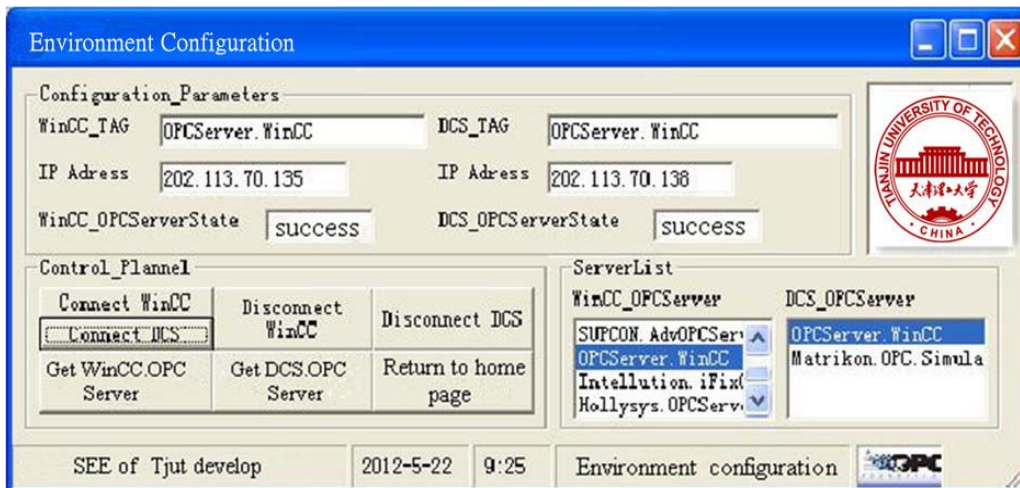 Environment Configuration
Configuration_Parameters
WinCC_TAG
OPCServer.WinCC
DCS_TAG
OPCServer.WinCC
IP Adress
202.113.70.135
IP Adress
202.113.70.138
WinCC_OPCServerState
success
DCS_OPCServerState
success
TIANJIN UNIVERSITY OF TECHNOLOGY
天津理工大学
CHINA
Control_Plannel
Connect WinCC
Connect DCS
Disconnect
WinCC
Disconnect DCS
Get WinCC.OPC
Server
Get DCS.OPC
Server
Return to home
page
ServerList
WinCC_OPCServer
SUPCON.AdvOPCSer
OPCServer.WinCC
Intellution.iFix
Hollysys.OPCServ
DCS_OPCServer
OPCServer.WinCC
Matrikon.OPC.Simula
SEE of Tjut develop
2012-5-22
9:25
Environment configuration
OPC